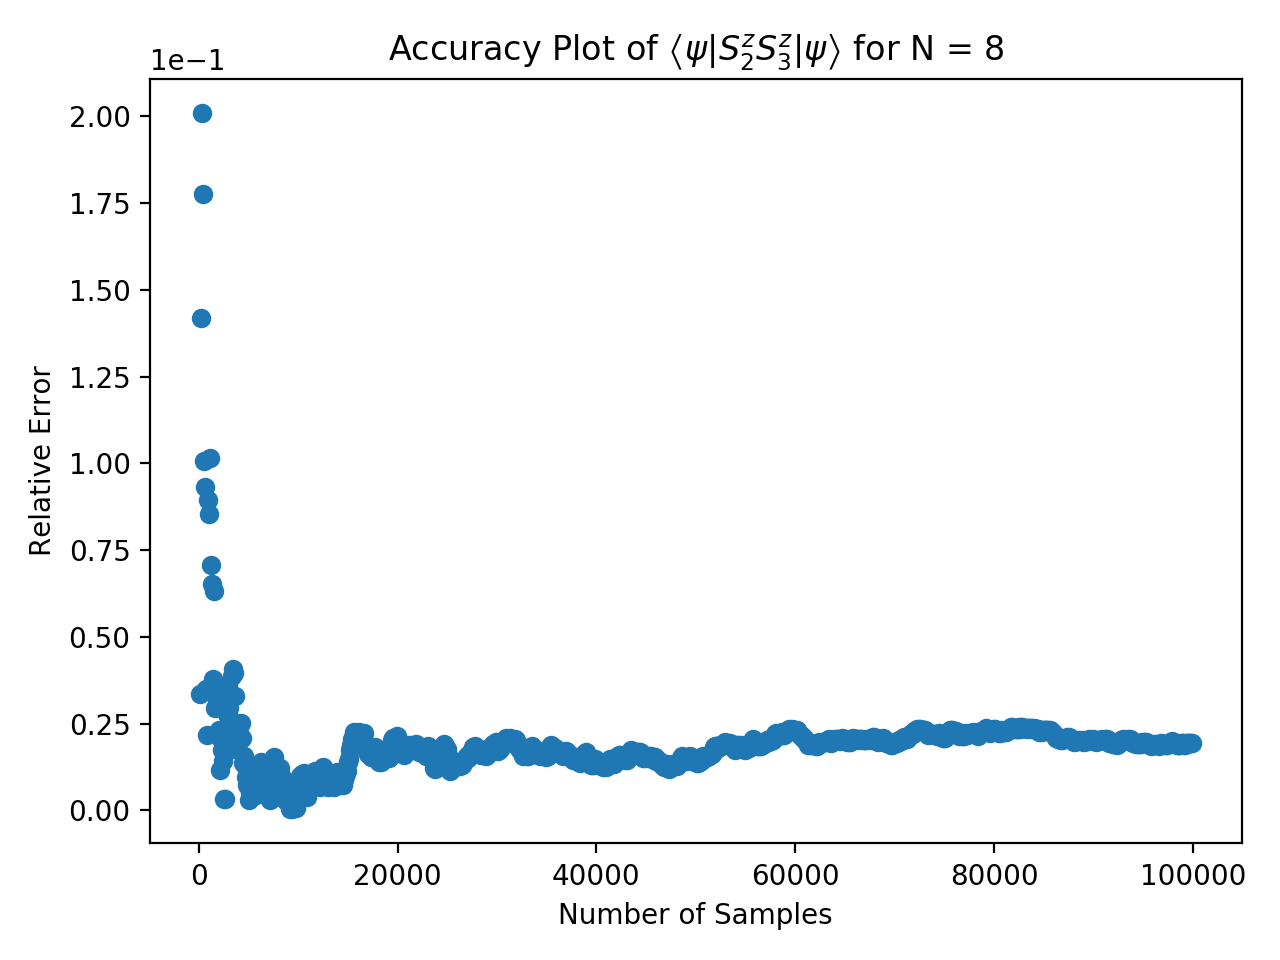 Accuracy Plot of ⟨ψ|S₂ᶻS₃ᶻ|ψ⟩ for N = 8
1e−1
2.00
1.75
1.50
1.25
1.00
0.75
0.50
0.25
0.00
Relative Error
0 20000 40000 60000 80000 100000
Number of Samples